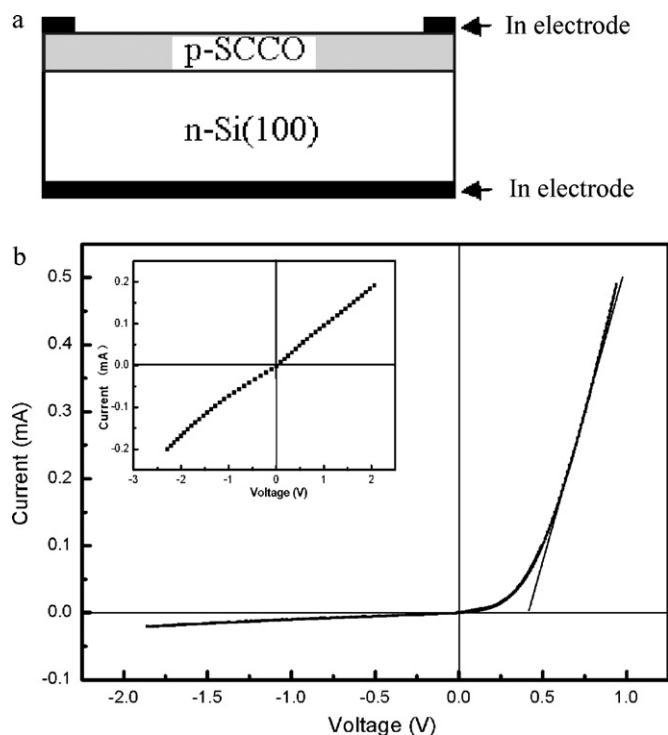 a
In electrode
p-SCCO
n-Si(100)
In electrode
b
0.5
0.4
0.3
0.2
0.1
0.0
-0.1
Current (mA)
-2.0 -1.5 -1.0 -0.5 0.0 0.5 1.0
Voltage (V)
0.2
0.1
0.0
-0.1
-0.2
Current (mA)
-3 -2 -1 0 1 2
Voltage (V)